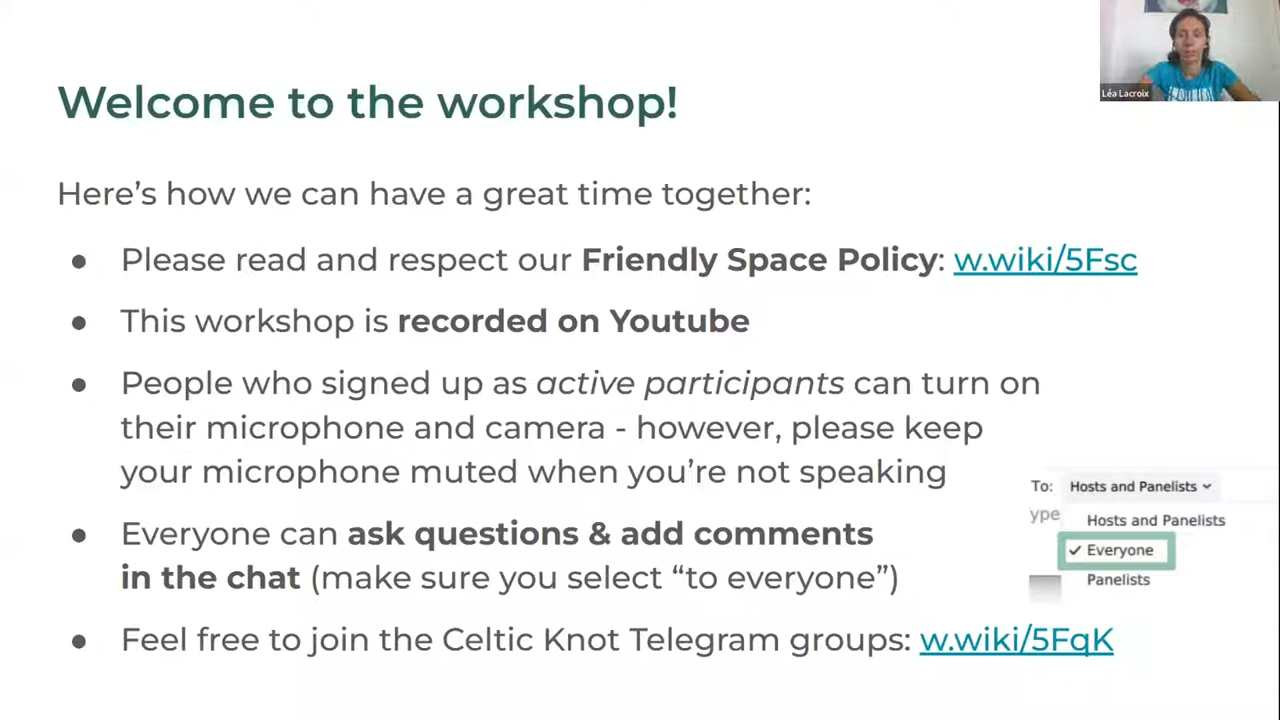 Léa Lacroix
Welcome to the workshop!
Here’s how we can have a great time together:
● Please read and respect our Friendly Space Policy: w.wiki/5Fsc
● This workshop is recorded on Youtube
● People who signed up as active participants can turn on
their microphone and camera - however, please keep
your microphone muted when you’re not speaking
● Everyone can ask questions & add comments
in the chat (make sure you select “to everyone”)
● Feel free to join the Celtic Knot Telegram groups: w.wiki/5FqK
To: Hosts and Panelists
Hosts and Panelists
✓ Everyone
Panelists